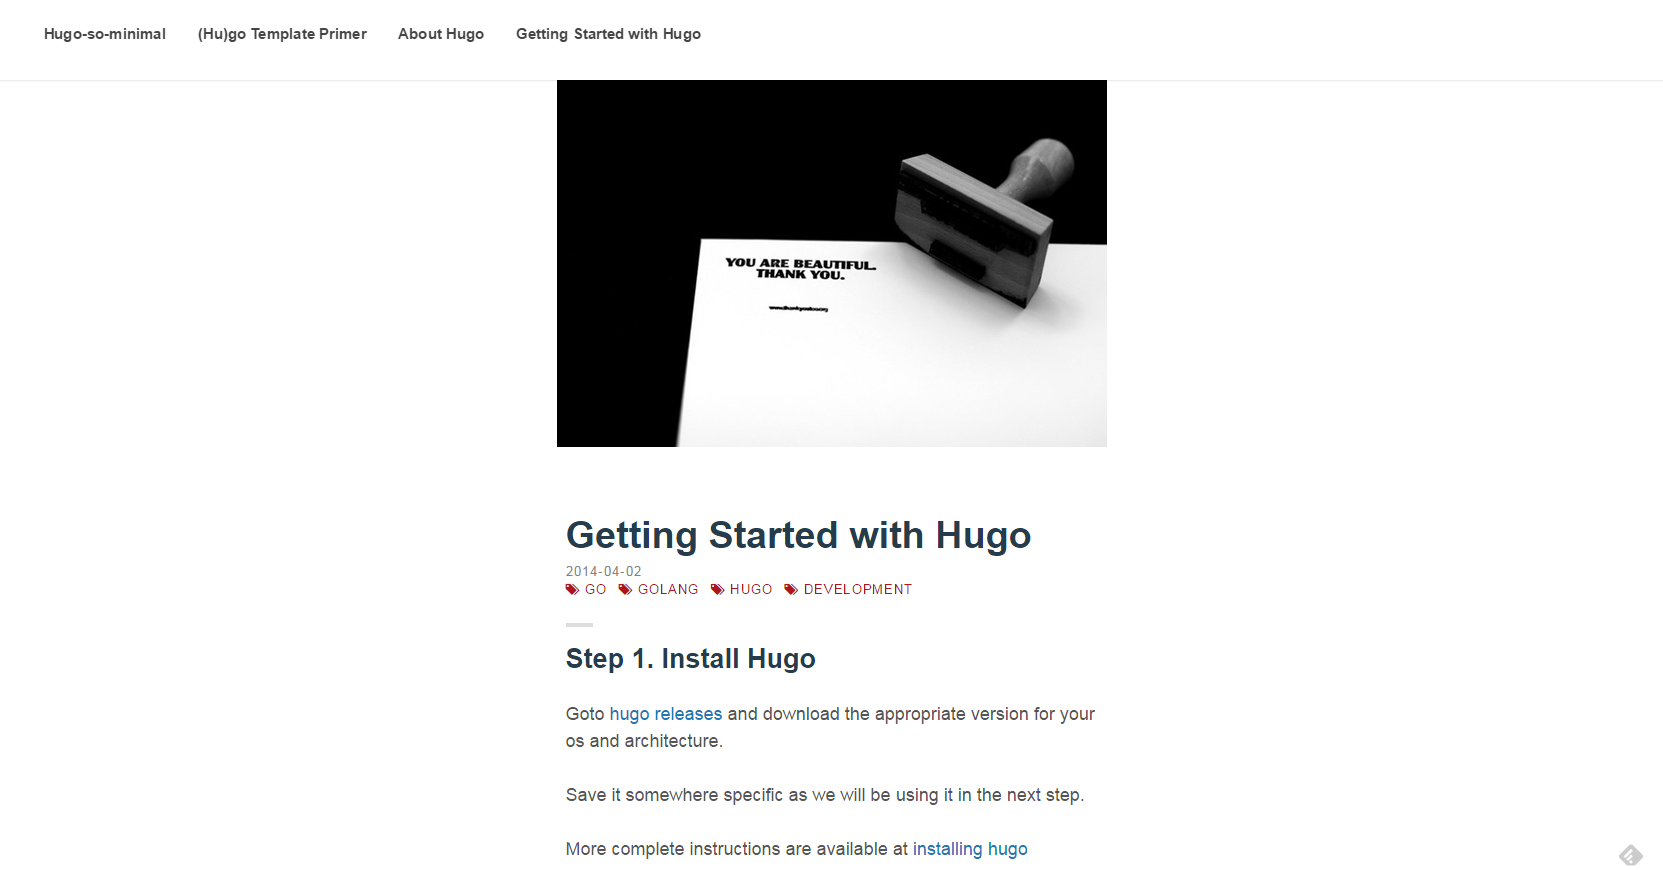 Hugo-so-minimal (Hu)go Template Primer About Hugo Getting Started with Hugo
YOU ARE BEAUTIFUL.
THANK YOU.
Getting Started with Hugo
2014-04-02
GO GOLANG HUGO DEVELOPMENT
Step 1. Install Hugo
Goto hugo releases and download the appropriate version for your
os and architecture.
Save it somewhere specific as we will be using it in the next step.
More complete instructions are available at installing hugo